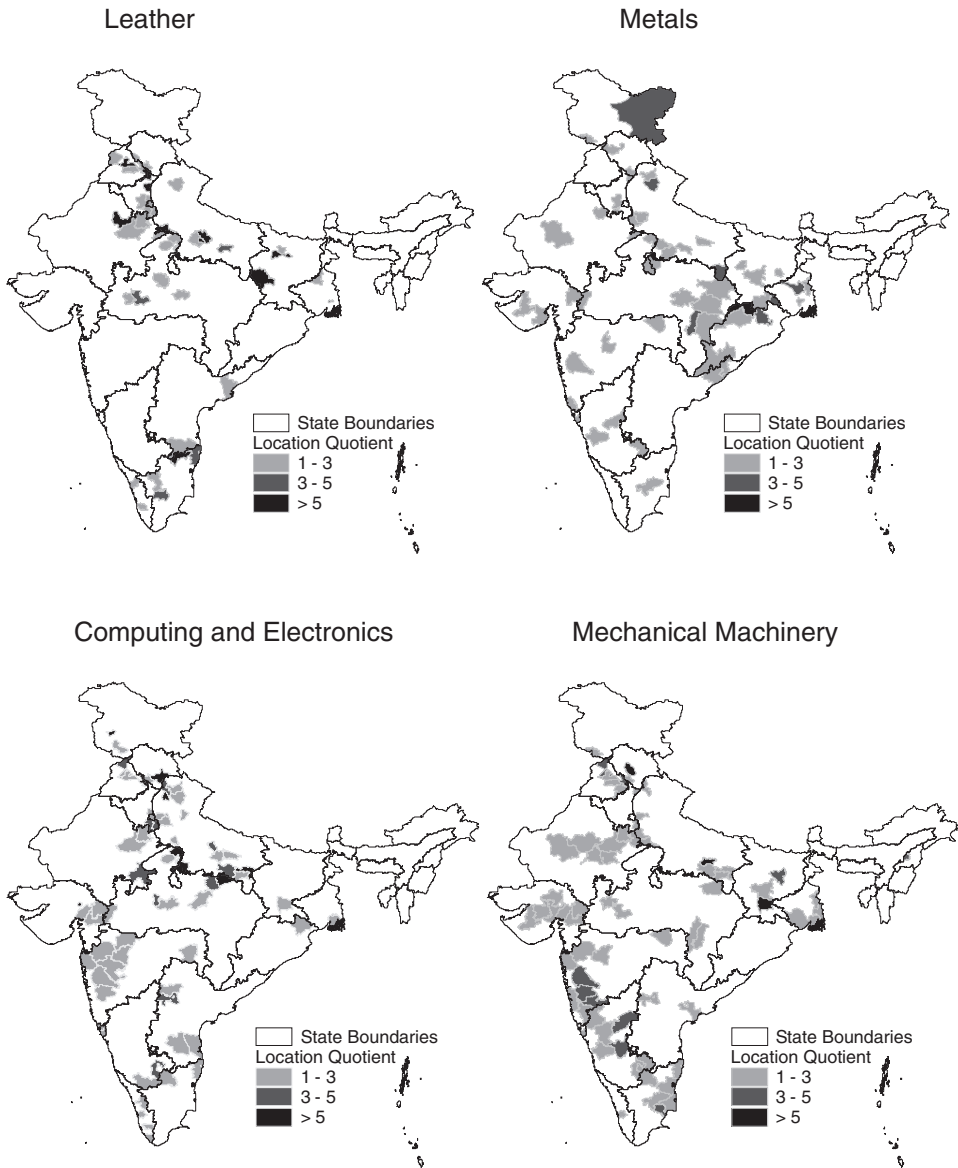 Leather
Metals
State Boundaries
Location Quotient
1 - 3
3 - 5
> 5
State Boundaries
Location Quotient
1 - 3
3 - 5
> 5
Computing and Electronics
Mechanical Machinery
State Boundaries
Location Quotient
1 - 3
3 - 5
> 5
State Boundaries
Location Quotient
1 - 3
3 - 5
> 5